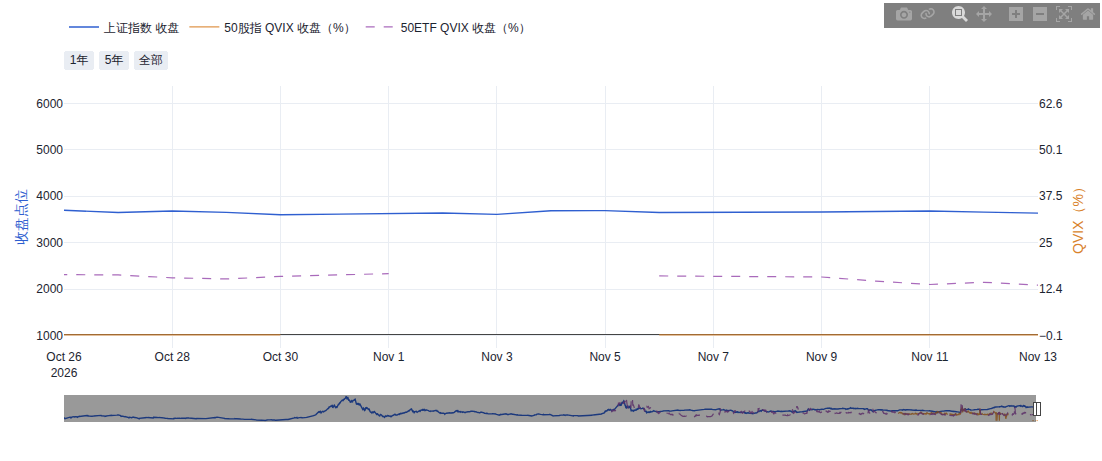 上证指数 收盘 50股指 QVIX 收盘（%） 50ETF QVIX 收盘（%）
1年 5年 全部
6000 62.6
5000 50.1
4000 37.5
3000 25
2000 12.4
1000 −0.1
收盘点位
QVIX（%）
Oct 26 Oct 28 Oct 30 Nov 1 Nov 3 Nov 5 Nov 7 Nov 9 Nov 11 Nov 13
2026